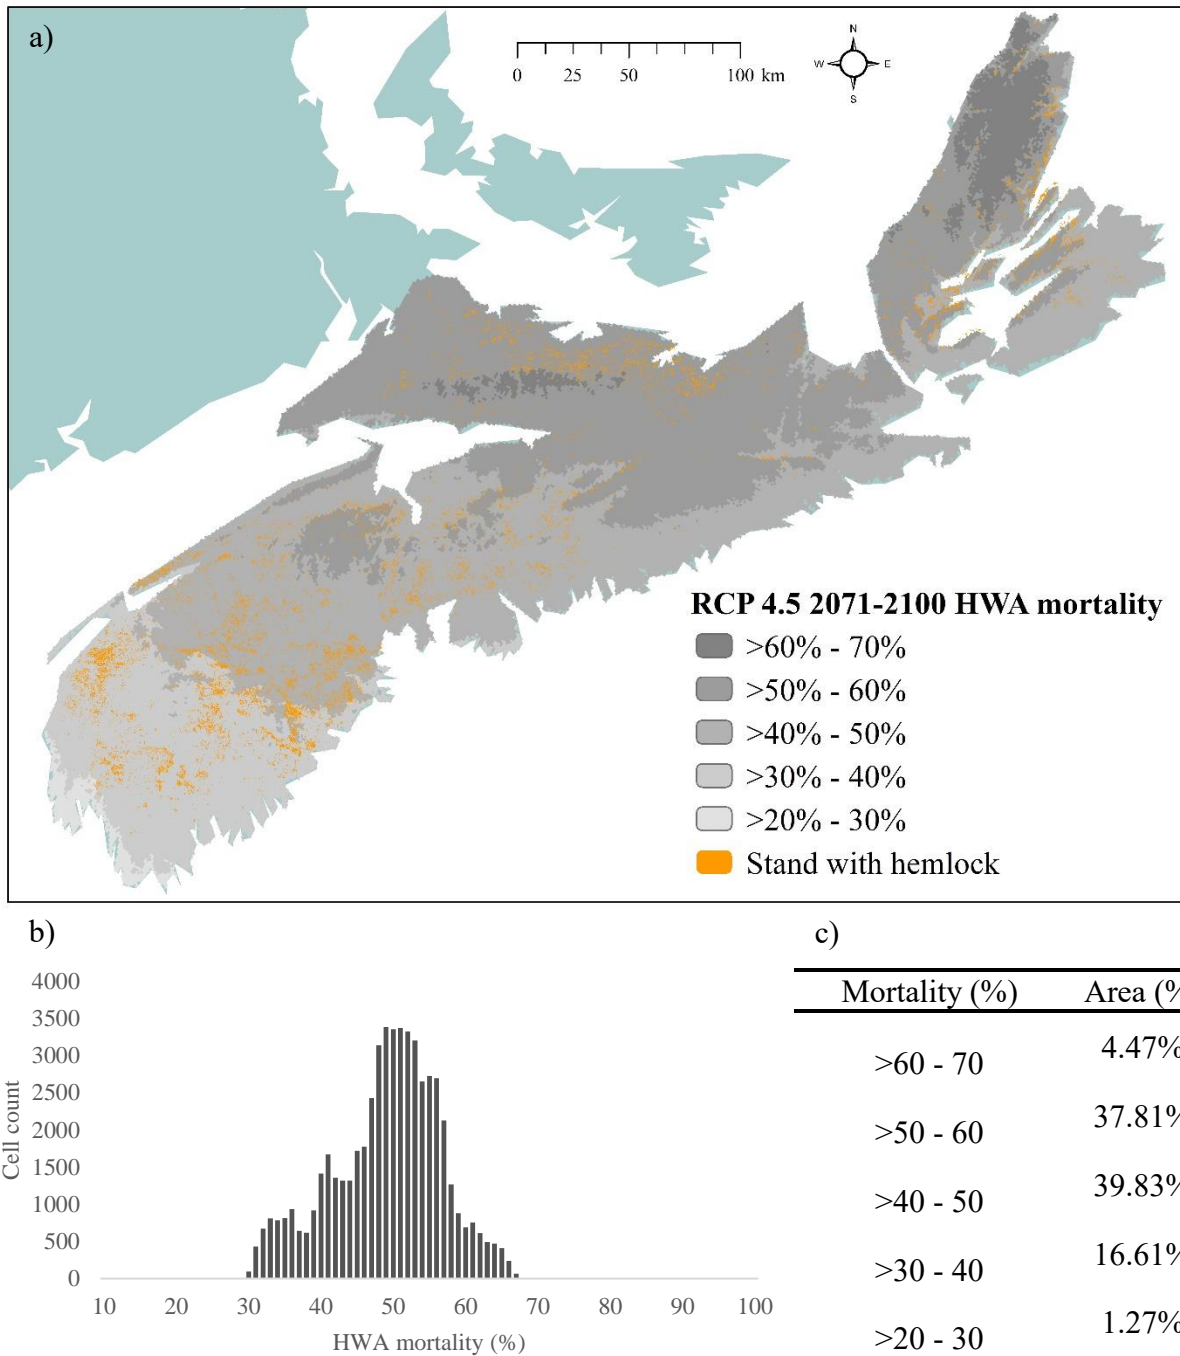 a)
N
W E
S
0 25 50 100 km
RCP 4.5 2071-2100 HWA mortality
>60% - 70%
>50% - 60%
>40% - 50%
>30% - 40%
>20% - 30%
Stand with hemlock
b)
4000
3500
3000
2500
2000
1500
1000
500
0
Cell count
10 20 30 40 50 60 70 80 90 100
HWA mortality (%)
c)
Mortality (%) Area (%
>60 - 70 4.47%
>50 - 60 37.81%
>40 - 50 39.83%
>30 - 40 16.61%
>20 - 30 1.27%